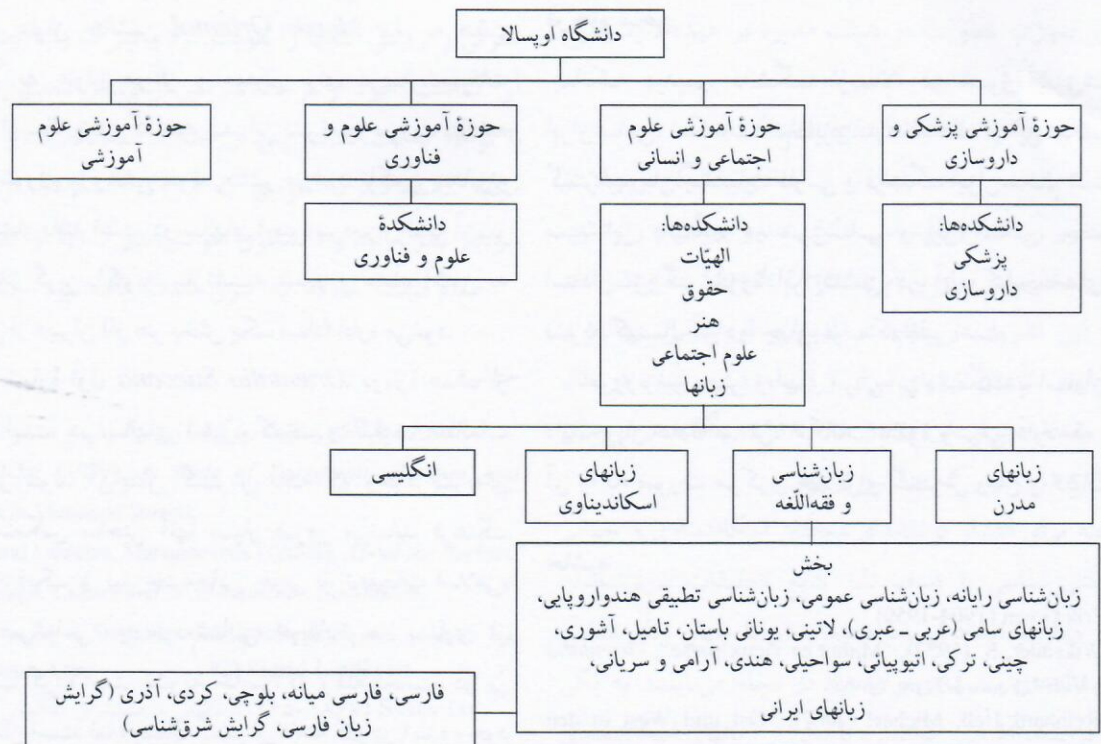 دانشگاه اوپسالا
حوزهٔ آموزشی پزشکی و
داروسازی
حوزهٔ آموزشی علوم
اجتماعی و انسانی
حوزهٔ آموزشی علوم و
فناوری
حوزهٔ آموزشی علوم
آموزشی
دانشکده‌ها.
پزشکی
داروسازی
دانشکده‌ها.
الهیّات
حقوق
هنر
علوم اجتماعی
زبانها
دانشکدهٔ
علوم و فناوری
زبانهای
مدرن
زبانشناسی
و فقه‌اللّغه
زبانهای
اسکاندیناوی
انگلسی
بخش
زبان‌شناسی رایانه، زبان‌شناسی عمومی، زبان‌شناسی تطبیقی هندواروپایی،
زبانهای سامی (عربی ـ عبری)، لاتینی، یونانی باستان، تامیل، آشوری،
چینی، ترکی، اتیوپیائی، سواحیلی، هندی، آرامی و سریانی،
زبانهای ایرانی
فارسی، فارسی میانه، بلوچی، کردی، آذری (گرایش
زبان فارسی، گرایش شرق‌شناسی)